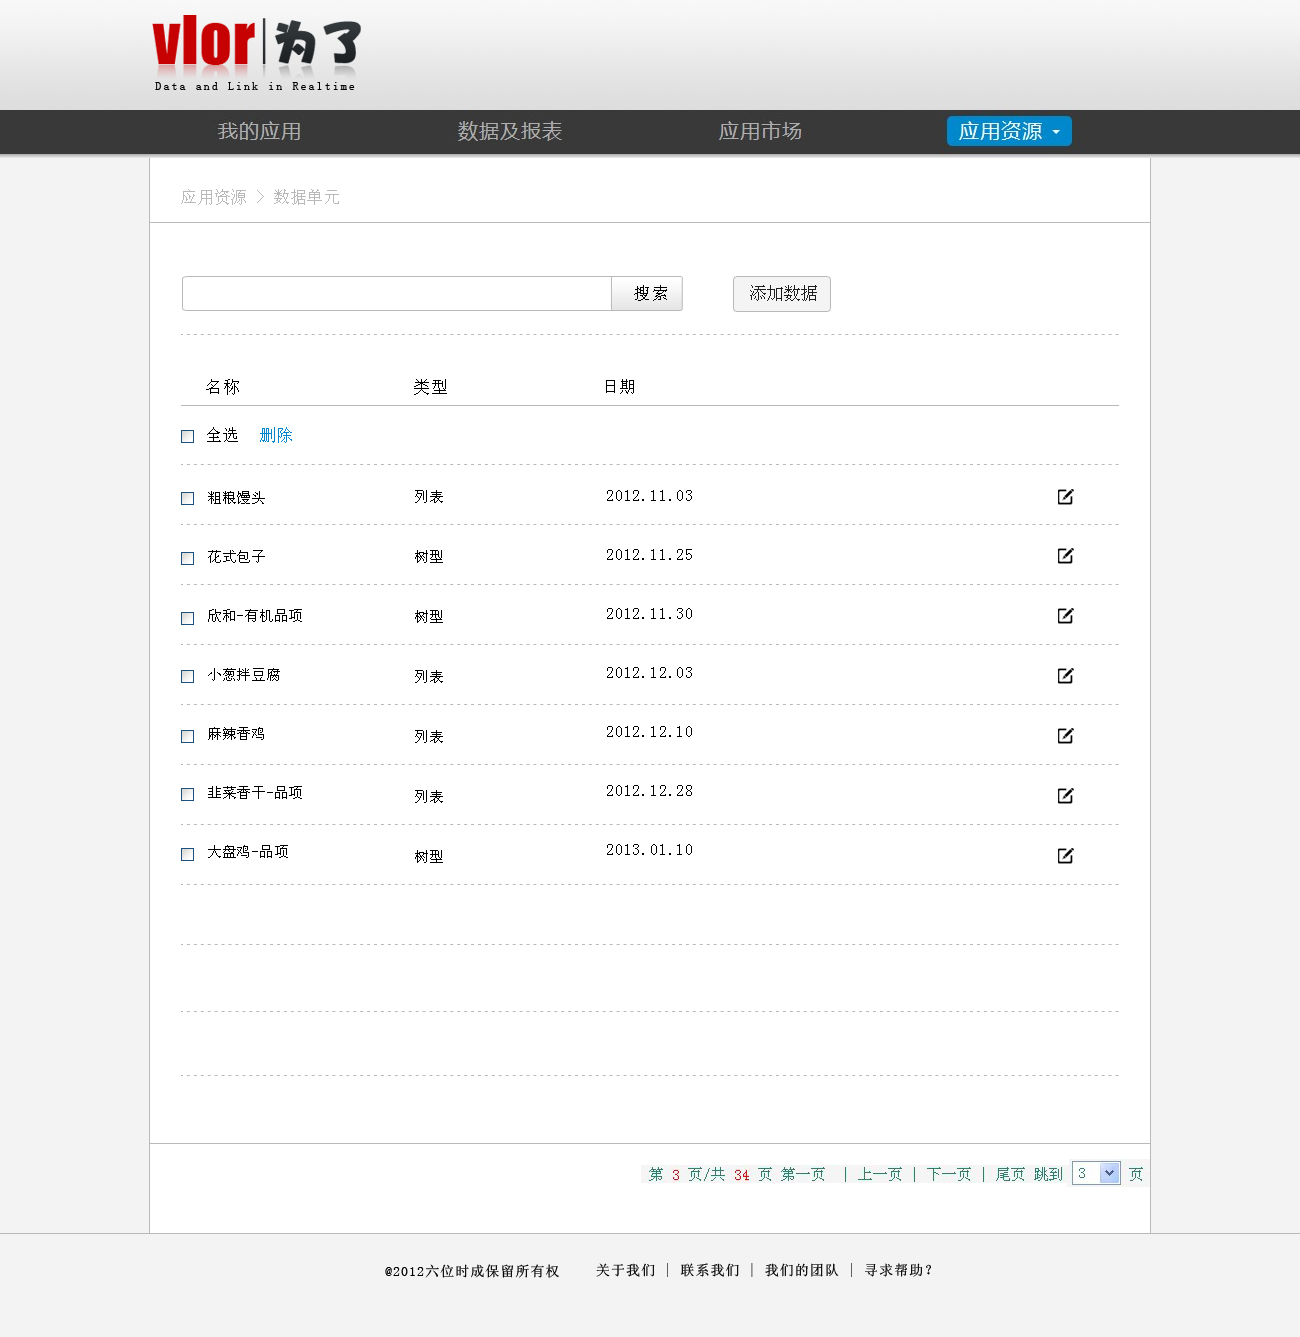 vlor|为了
Data and Link in Realtime
我的应用 数据及报表 应用市场 应用资源
应用资源 > 数据单元
搜索 添加数据
名称 类型 日期
全选 删除
粗粮馒头 列表 2012.11.03
花式包子 树型 2012.11.25
欣和-有机品项 树型 2012.11.30
小葱拌豆腐 列表 2012.12.03
麻辣香鸡 列表 2012.12.10
韭菜香干-品项 列表 2012.12.28
大盘鸡-品项 树型 2013.01.10
第 3 页/共 34 页 第一页 | 上一页 | 下一页 | 尾页 跳到 3 页
@2012六位时成保留所有权 关于我们 | 联系我们 | 我们的团队 | 寻求帮助?